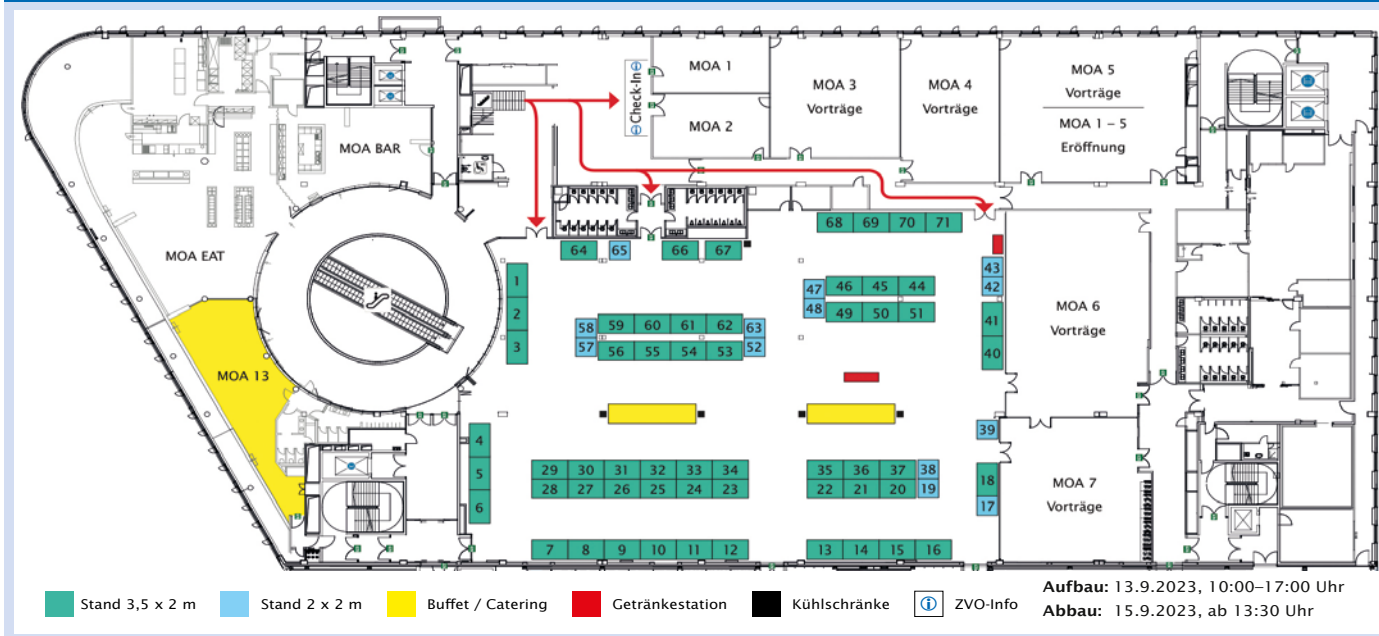 Check-In
MOA 1
MOA 2
MOA 3
Vorträge
MOA 4
Vorträge
MOA 5
Vorträge
MOA 1 – 5
Eröffnung
MOA BAR
MOA EAT
MOA 13
MOA 6
Vorträge
MOA 7
Vorträge
68 69 70 71
64 65 66 67
1
2
3
43
42
41
40
47 46 45 44
48 49 50 51
58 59 60 61 62 63
57 56 55 54 53 52
4
5
6
39
29 30 31 32 33 34
28 27 26 25 24 23
35 36 37 38
22 21 20 19
18
17
7 8 9 10 11 12
13 14 15 16
Stand 3,5 x 2 m
Stand 2 x 2 m
Buffet / Catering
Getränkestation
Kühlschränke
ZVO-Info
Aufbau: 13.9.2023, 10:00–17:00 Uhr
Abbau: 15.9.2023, ab 13:30 Uhr